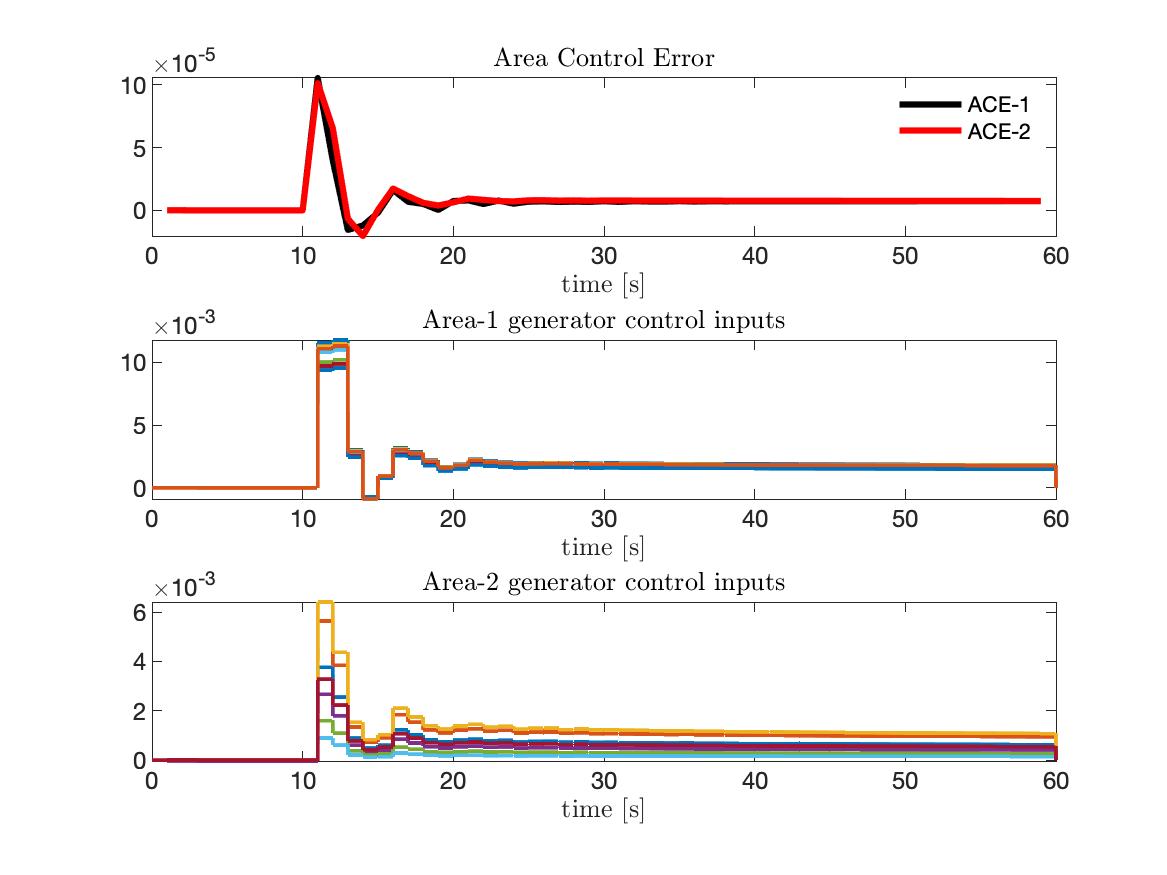 ×10-5
Area Control Error
10
5
0
ACE-1
ACE-2
0 10 20 30 40 50 60
time [s]
×10-3
Area-1 generator control inputs
10
5
0
0 10 20 30 40 50 60
time [s]
×10-3
Area-2 generator control inputs
6
4
2
0
0 10 20 30 40 50 60
time [s]